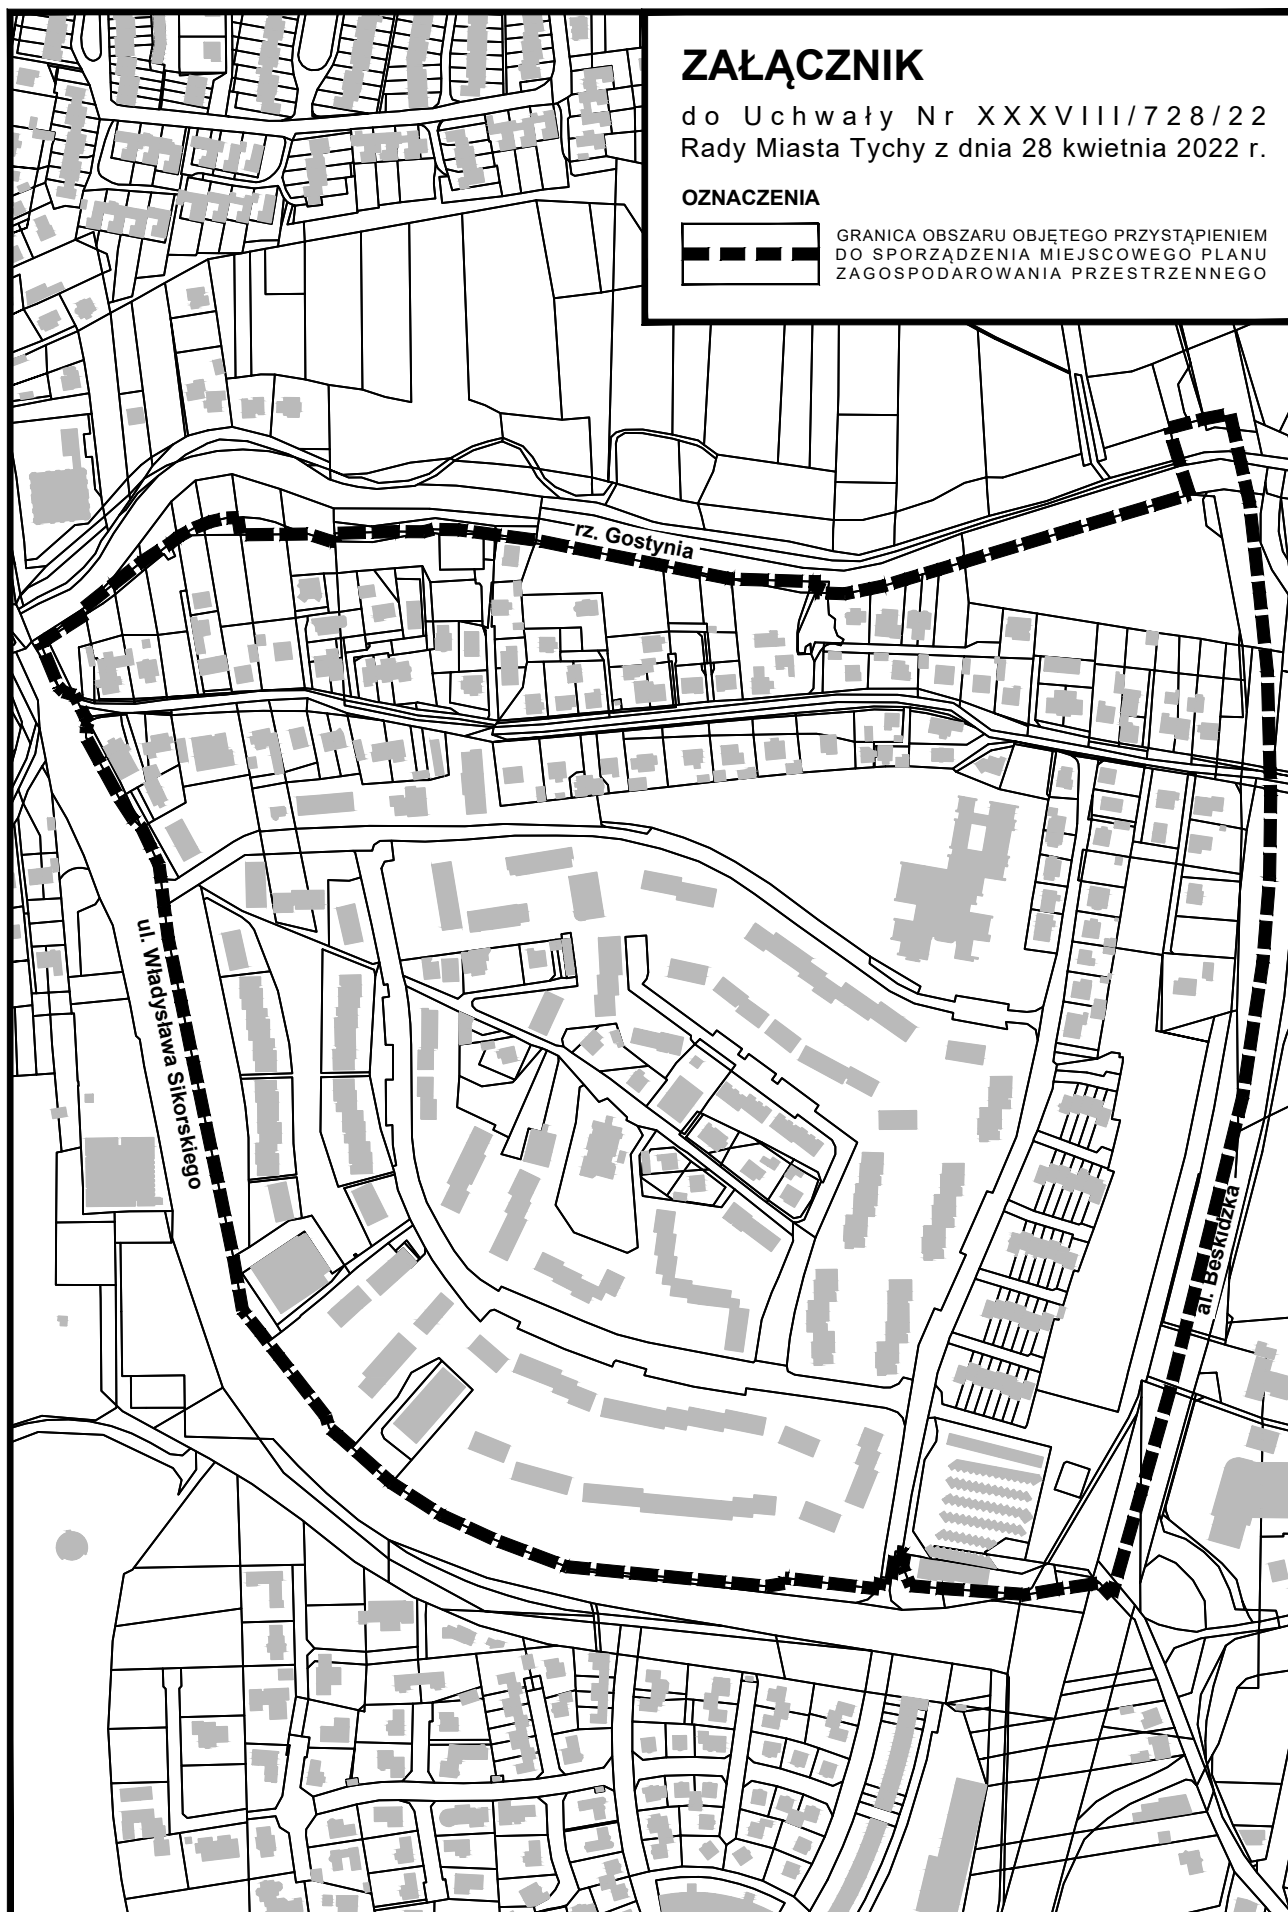 ZAŁĄCZNIK
do Uchwały Nr XXXVIII/728/22
Rady Miasta Tychy z dnia 28 kwietnia 2022 r.
OZNACZENIA
GRANICA OBSZARU OBJĘTEGO PRZYSTĄPIENIEM
DO SPORZĄDZENIA MIEJSCOWEGO PLANU
ZAGOSPODAROWANIA PRZESTRZENNEGO
rz. Gostynia
ul. Władysława Sikorskiego
al. Beskidzka